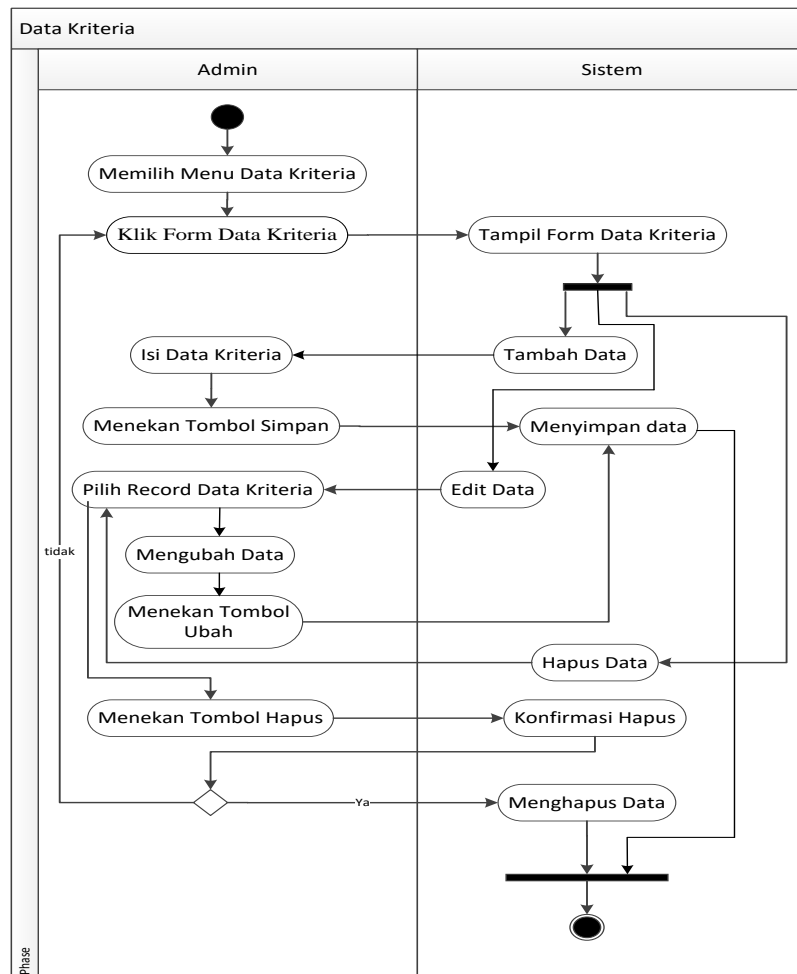 Data Kriteria
Admin
Sistem
Memilih Menu Data Kriteria
Klik Form Data Kriteria
Tampil Form Data Kriteria
Isi Data Kriteria
Tambah Data
Menekan Tombol Simpan
Menyimpan data
Pilih Record Data Kriteria
Edit Data
tidak
Mengubah Data
Menekan Tombol
Ubah
Hapus Data
Menekan Tombol Hapus
Konfirmasi Hapus
Ya
Menghapus Data
Phase